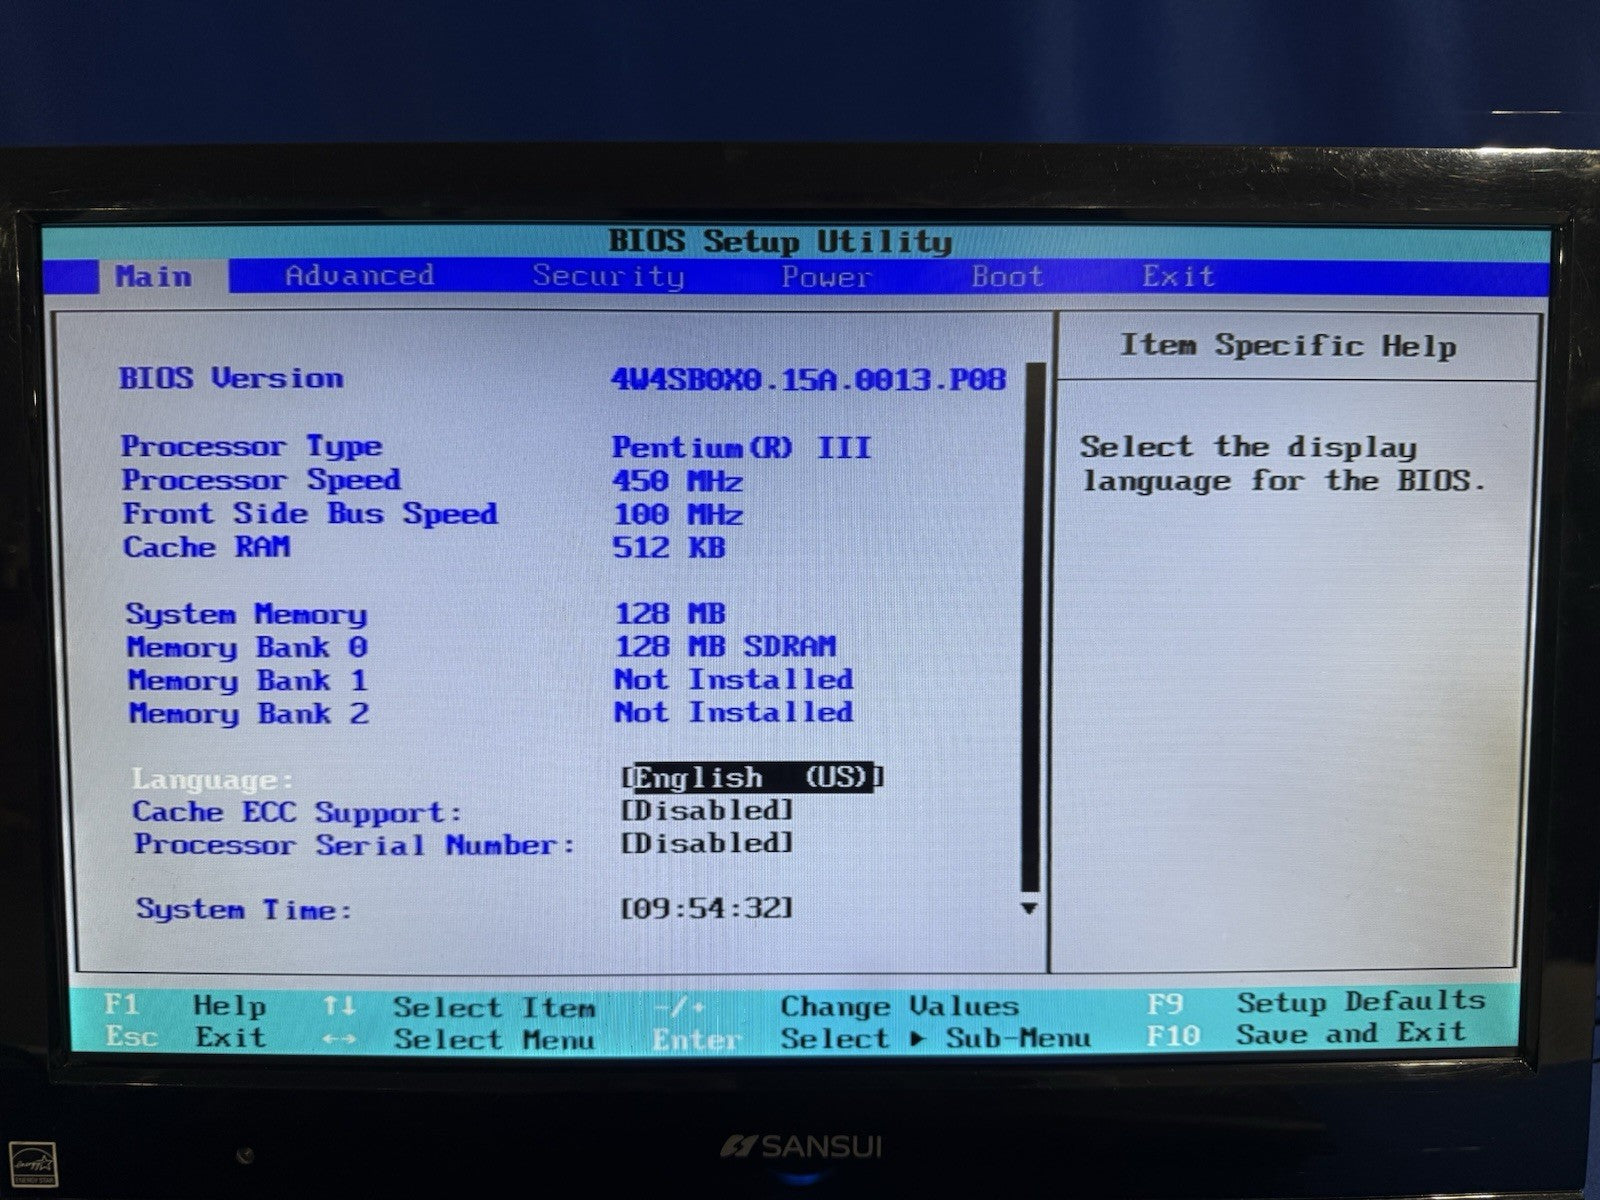 BIOS Setup Utility
Main Advanced Security Power Boot Exit
BIOS Version 4W4SB0X0.15A.0013.P08
Processor Type Pentium(R) III
Processor Speed 450 MHz
Front Side Bus Speed 100 MHz
Cache RAM 512 KB
System Memory 128 MB
Memory Bank 0 128 MB SDRAM
Memory Bank 1 Not Installed
Memory Bank 2 Not Installed
Language: [English (US)]
Cache ECC Support: [Disabled]
Processor Serial Number: [Disabled]
System Time: [09:54:32]
Item Specific Help
Select the display
language for the BIOS.
F1 Help ↑↓ Select Item -/+ Change Values F9 Setup Defaults
Esc Exit ↔ Select Menu Enter Select ▶ Sub-Menu F10 Save and Exit
SANSUI
energy
ENERGY STAR